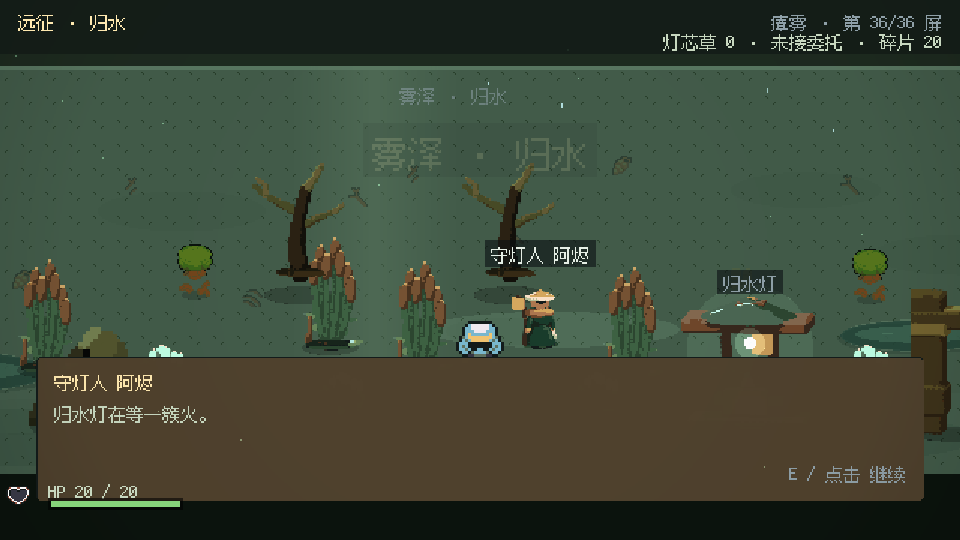 远征 · 归水
瘴雾 · 第 36/36 屏
灯芯草 0 · 未接委托 · 碎片 20
雾泽 · 归水
雾泽 · 归水
守灯人 阿烬
归水灯
守灯人 阿烬
归水灯在等一簇火。
E / 点击 继续
HP 20 / 20